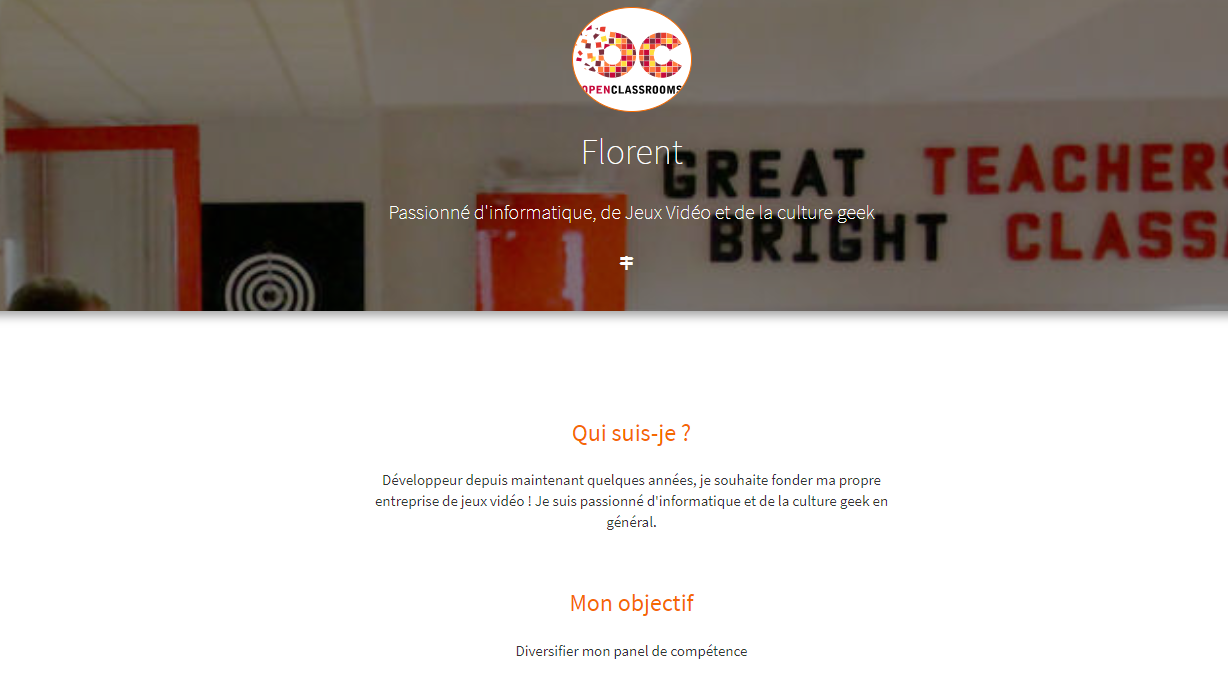 OC
OPENCLASSROOMS
Florent
GREAT TEACHERS
Passionné d'informatique, de Jeux Vidéo et de la culture geek
BRIGHT CLASS
Qui suis-je ?
Développeur depuis maintenant quelques années, je souhaite fonder ma propre
entreprise de jeux vidéo ! Je suis passionné d'informatique et de la culture geek en
général.
Mon objectif
Diversifier mon panel de compétence